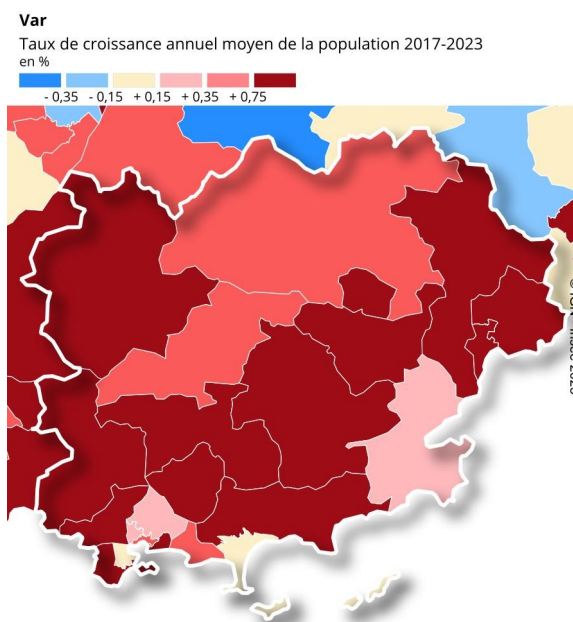 Var
Taux de croissance annuel moyen de la population 2017-2023
en %
- 0,35 - 0,15 + 0,15 + 0,35 + 0,75